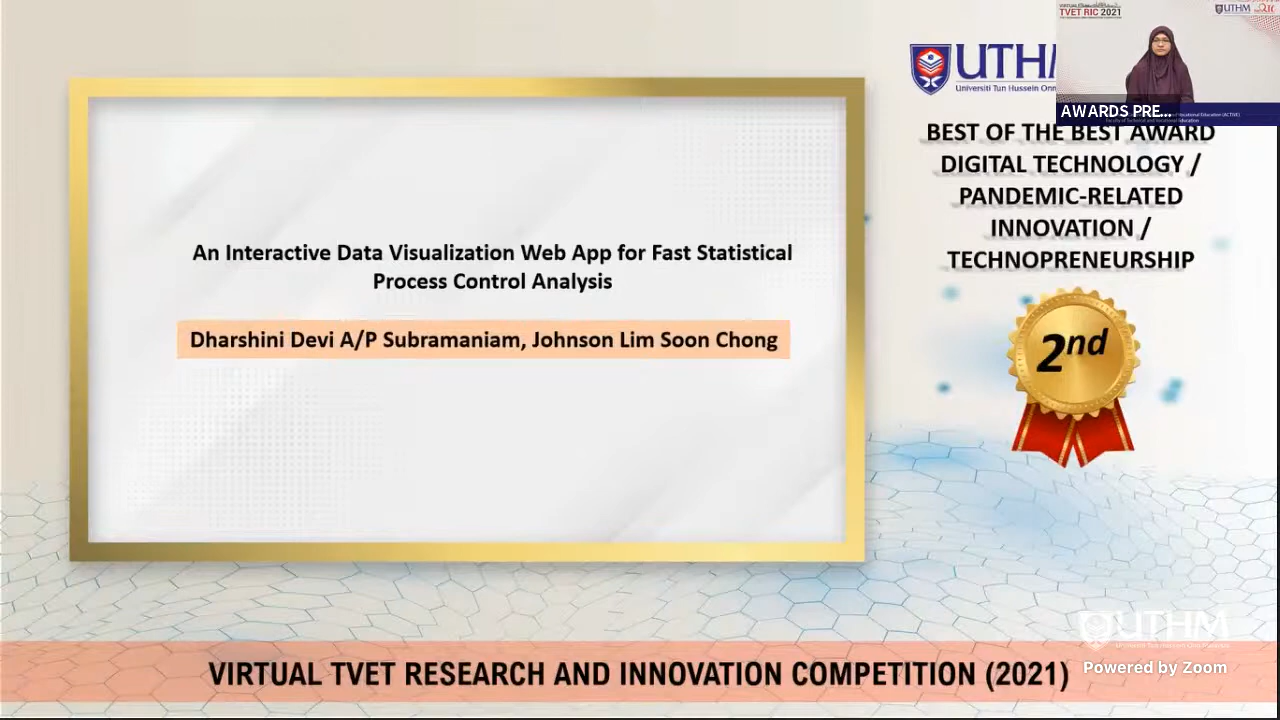 TVET RIC 2021
UTHM
UTHM
Universiti Tun Hussein Onn
AWARDS PRE...
BEST OF THE BEST AWARD
DIGITAL TECHNOLOGY /
PANDEMIC-RELATED
INNOVATION /
TECHNOPRENEURSHIP
2nd
An Interactive Data Visualization Web App for Fast Statistical
Process Control Analysis
Dharshini Devi A/P Subramaniam, Johnson Lim Soon Chong
UTHM
Powered by Zoom
VIRTUAL TVET RESEARCH AND INNOVATION COMPETITION (2021)